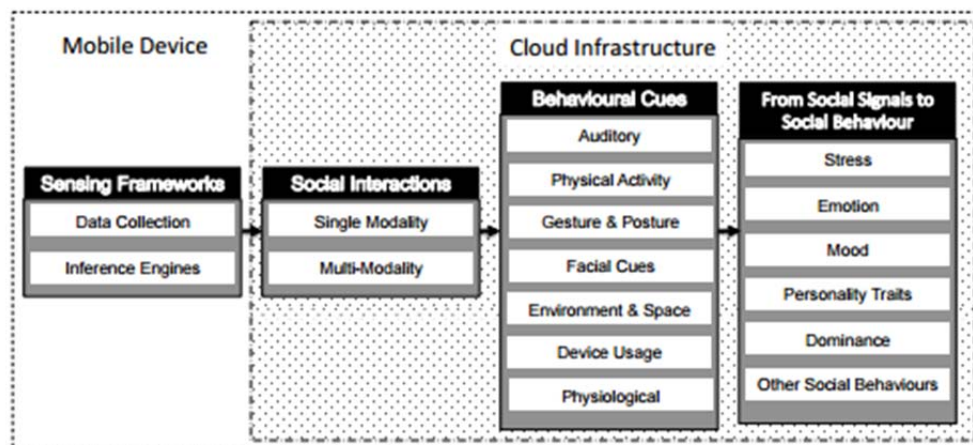 Mobile Device
Cloud Infrastructure
Sensing Frameworks
Data Collection
Inference Engines
Social Interactions
Single Modality
Multi-Modality
Behavioural Cues
Auditory
Physical Activity
Gesture & Posture
Facial Cues
Environment & Space
Device Usage
Physiological
From Social Signals to
Social Behaviour
Stress
Emotion
Mood
Personality Traits
Dominance
Other Social Behaviours